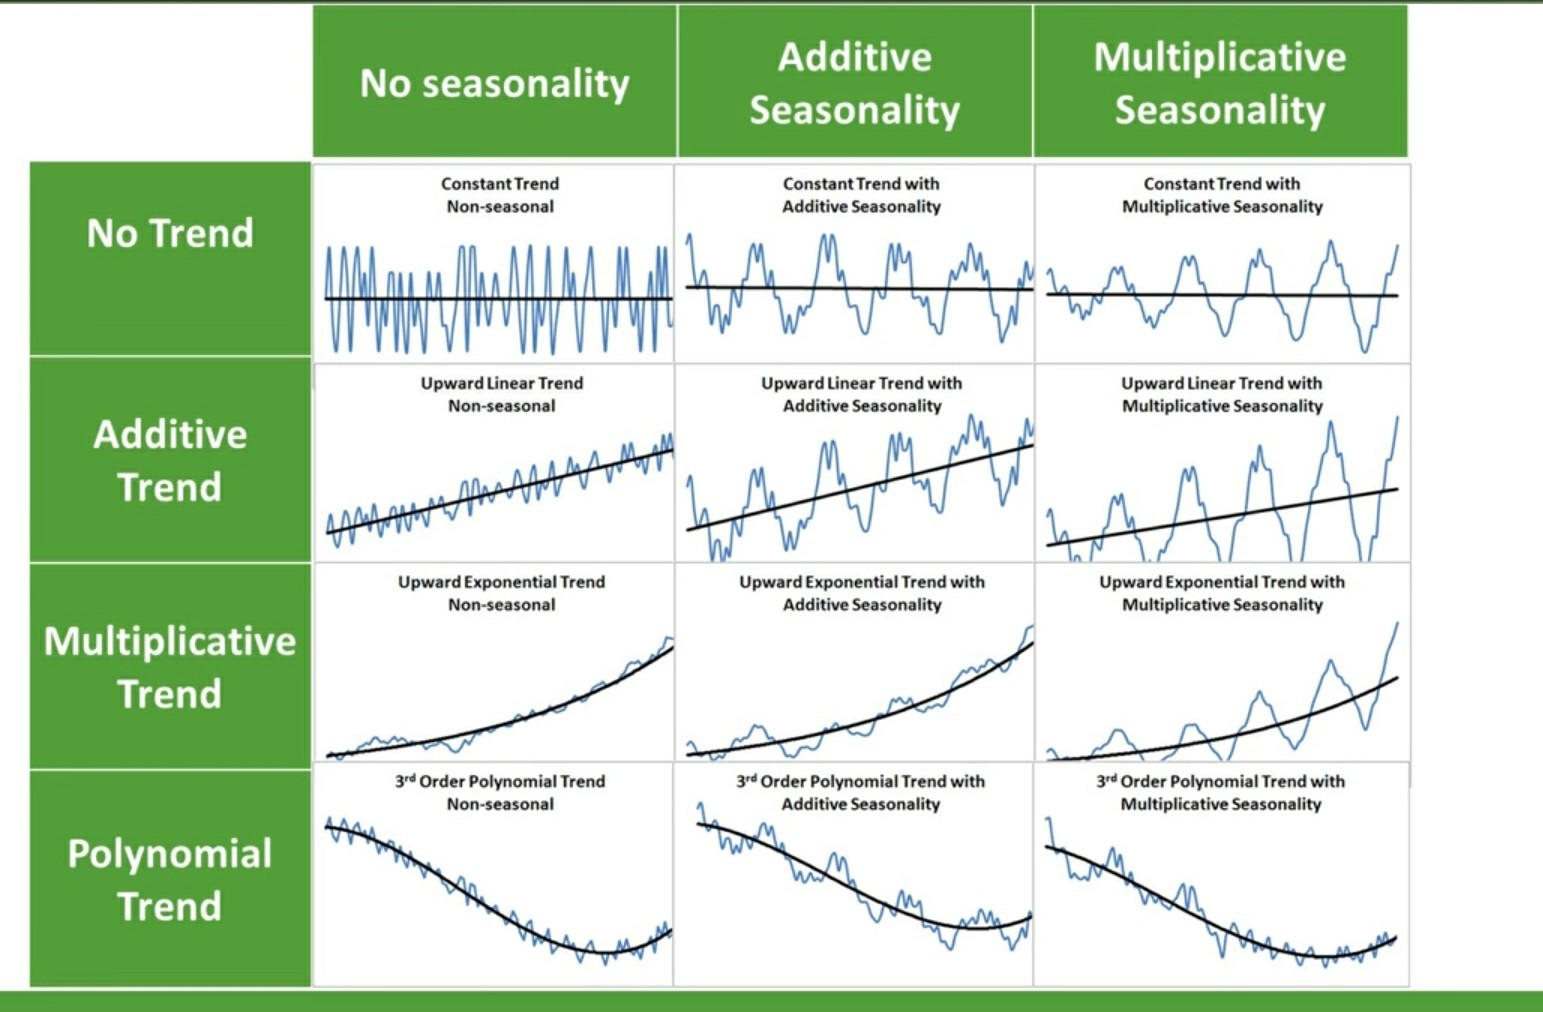 No seasonality
Additive
Seasonality
Multiplicative
Seasonality
No Trend
Constant Trend
Non-seasonal
Constant Trend with
Additive Seasonality
Constant Trend with
Multiplicative Seasonality
Additive
Trend
Upward Linear Trend
Non-seasonal
Upward Linear Trend with
Additive Seasonality
Upward Linear Trend with
Multiplicative Seasonality
Multiplicative
Trend
Upward Exponential Trend
Non-seasonal
Upward Exponential Trend with
Additive Seasonality
Upward Exponential Trend with
Multiplicative Seasonality
Polynomial
Trend
3rd Order Polynomial Trend
Non-seasonal
3rd Order Polynomial Trend with
Additive Seasonality
3rd Order Polynomial Trend with
Multiplicative Seasonality